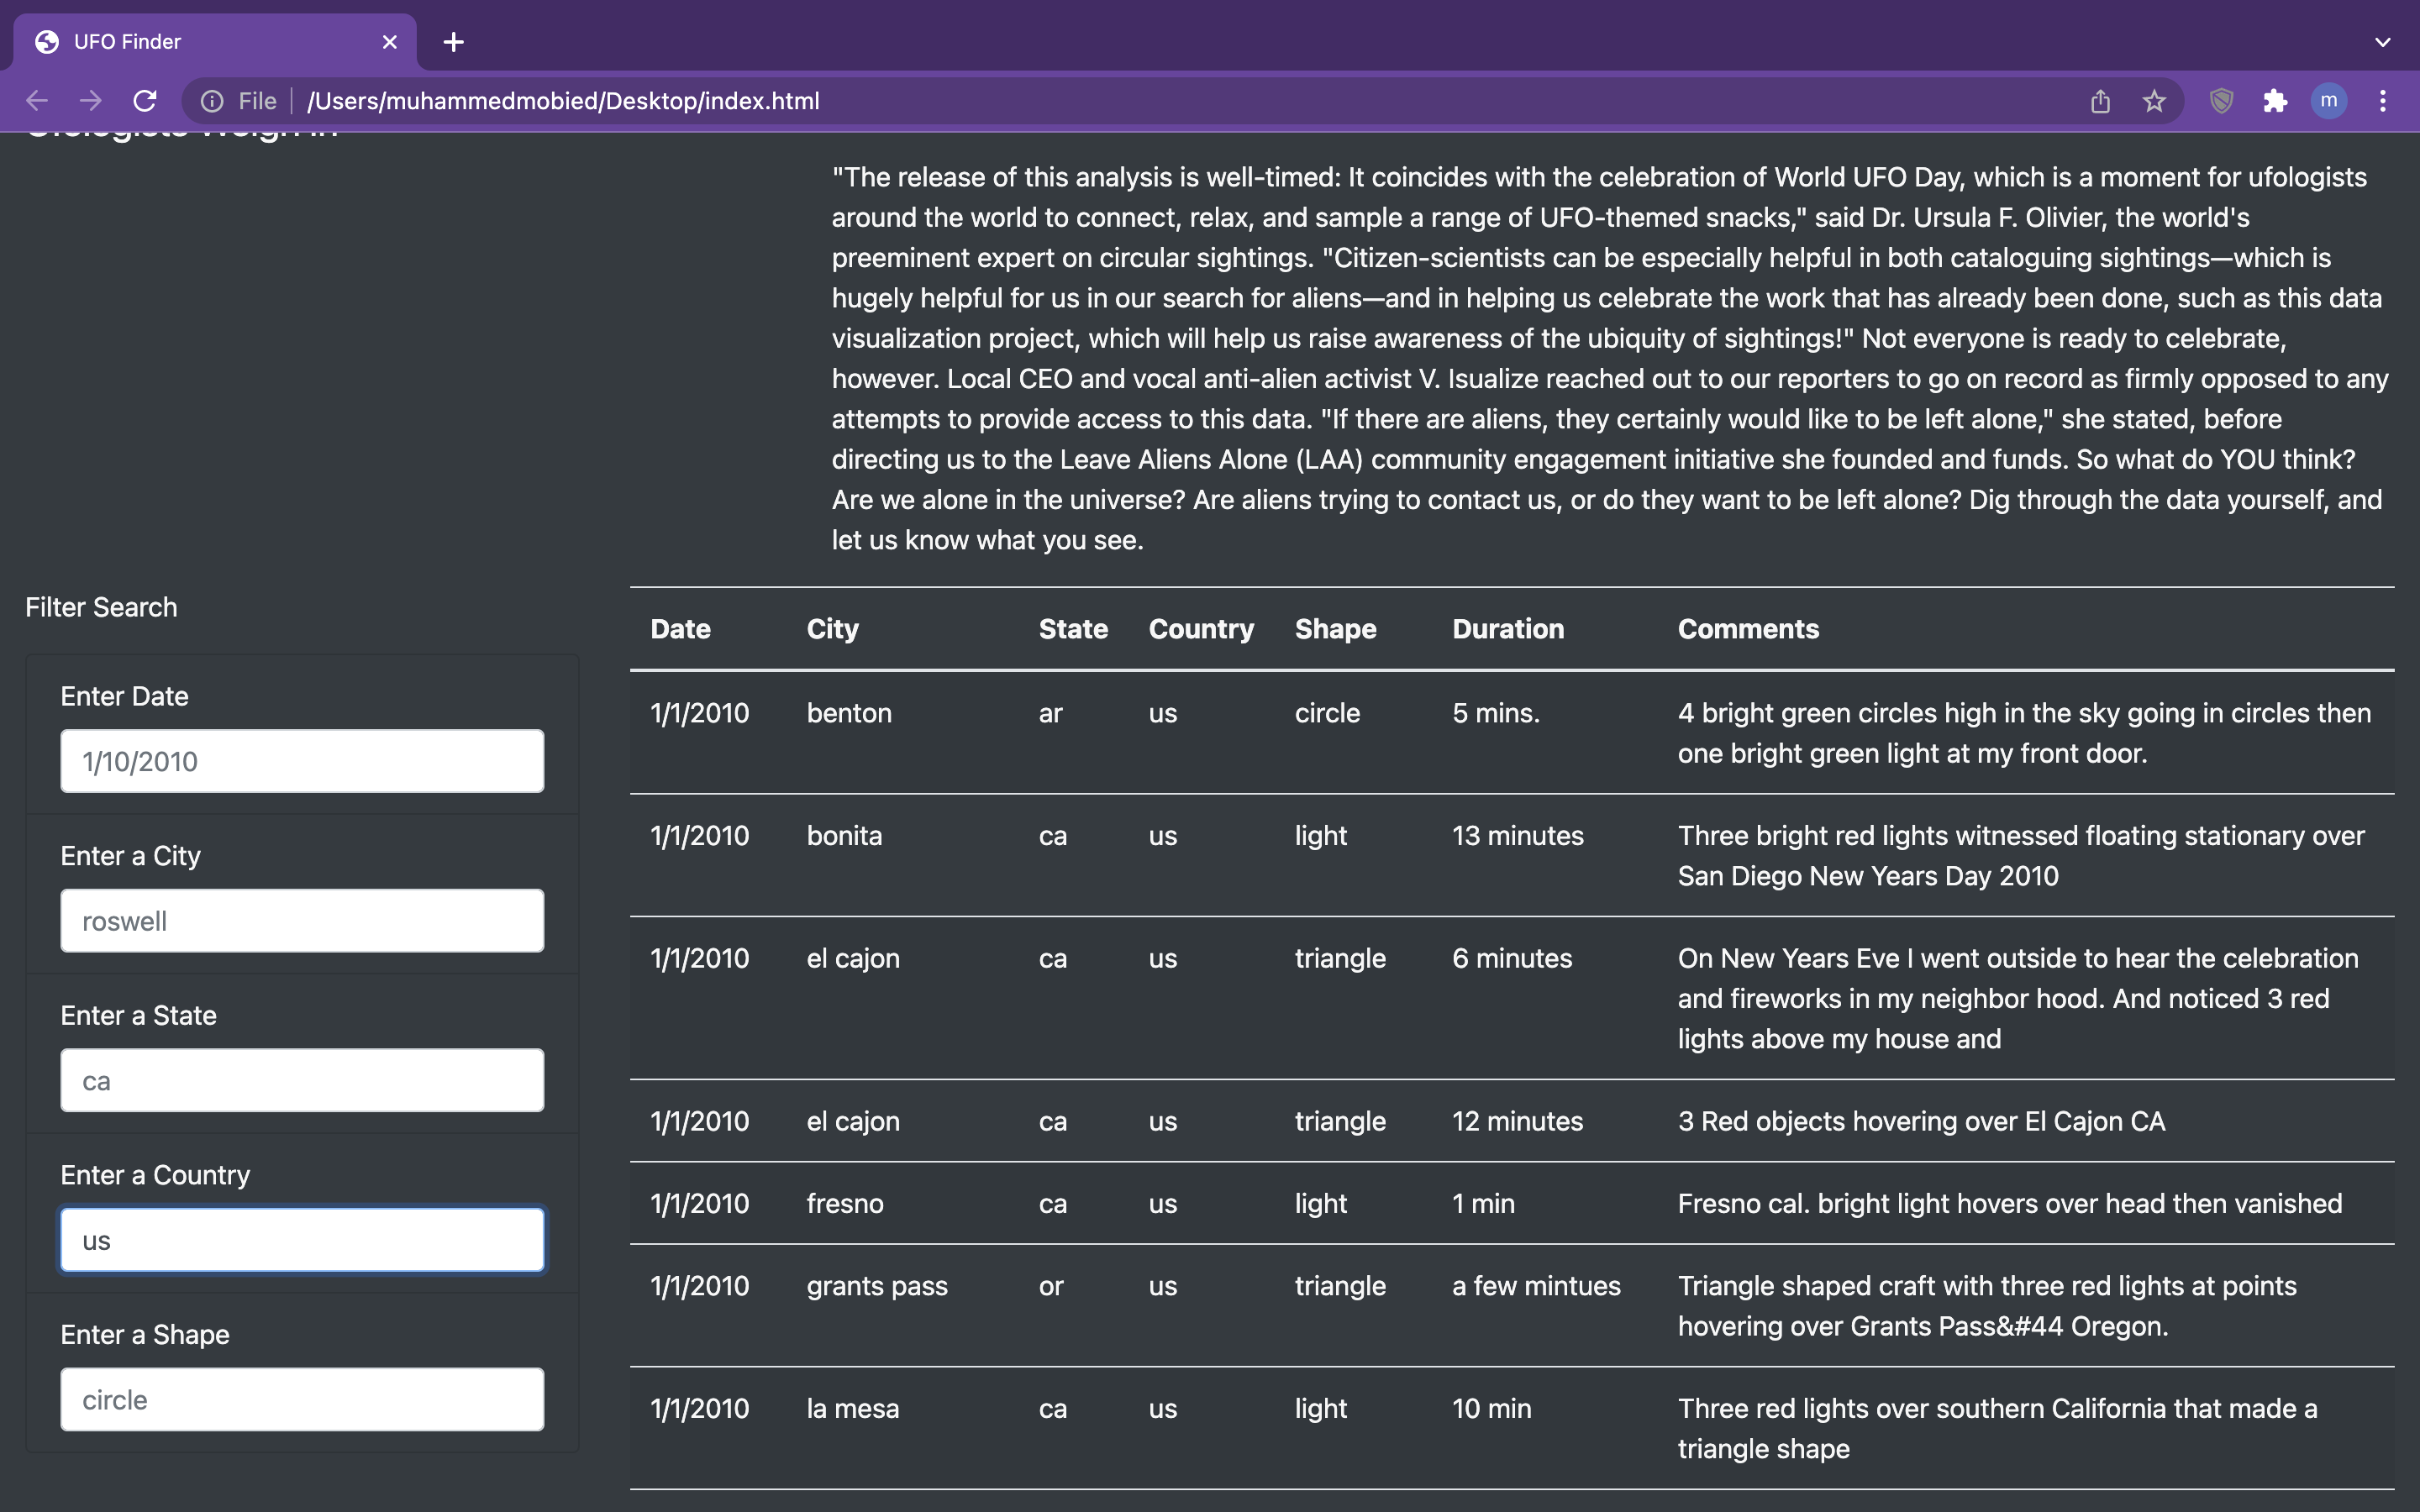 UFO Finder
File /Users/muhammedmobied/Desktop/index.html m
Ufologists Weigh In
"The release of this analysis is well-timed: It coincides with the celebration of World UFO Day, which is a moment for ufologists
around the world to connect, relax, and sample a range of UFO-themed snacks," said Dr. Ursula F. Olivier, the world's
preeminent expert on circular sightings. "Citizen-scientists can be especially helpful in both cataloguing sightings—which is
hugely helpful for us in our search for aliens—and in helping us celebrate the work that has already been done, such as this data
visualization project, which will help us raise awareness of the ubiquity of sightings!" Not everyone is ready to celebrate,
however. Local CEO and vocal anti-alien activist V. Isualize reached out to our reporters to go on record as firmly opposed to any
attempts to provide access to this data. "If there are aliens, they certainly would like to be left alone," she stated, before
directing us to the Leave Aliens Alone (LAA) community engagement initiative she founded and funds. So what do YOU think?
Are we alone in the universe? Are aliens trying to contact us, or do they want to be left alone? Dig through the data yourself, and
let us know what you see.
Filter Search
Enter Date
1/10/2010
Enter a City
roswell
Enter a State
ca
Enter a Country
us
Enter a Shape
circle
Date City State Country Shape Duration Comments
1/1/2010 benton ar us circle 5 mins. 4 bright green circles high in the sky going in circles then
one bright green light at my front door.
1/1/2010 bonita ca us light 13 minutes Three bright red lights witnessed floating stationary over
San Diego New Years Day 2010
1/1/2010 el cajon ca us triangle 6 minutes On New Years Eve I went outside to hear the celebration
and fireworks in my neighbor hood. And noticed 3 red
lights above my house and
1/1/2010 el cajon ca us triangle 12 minutes 3 Red objects hovering over El Cajon CA
1/1/2010 fresno ca us light 1 min Fresno cal. bright light hovers over head then vanished
1/1/2010 grants pass or us triangle a few mintues Triangle shaped craft with three red lights at points
hovering over Grants Pass&#44 Oregon.
1/1/2010 la mesa ca us light 10 min Three red lights over southern California that made a
triangle shape